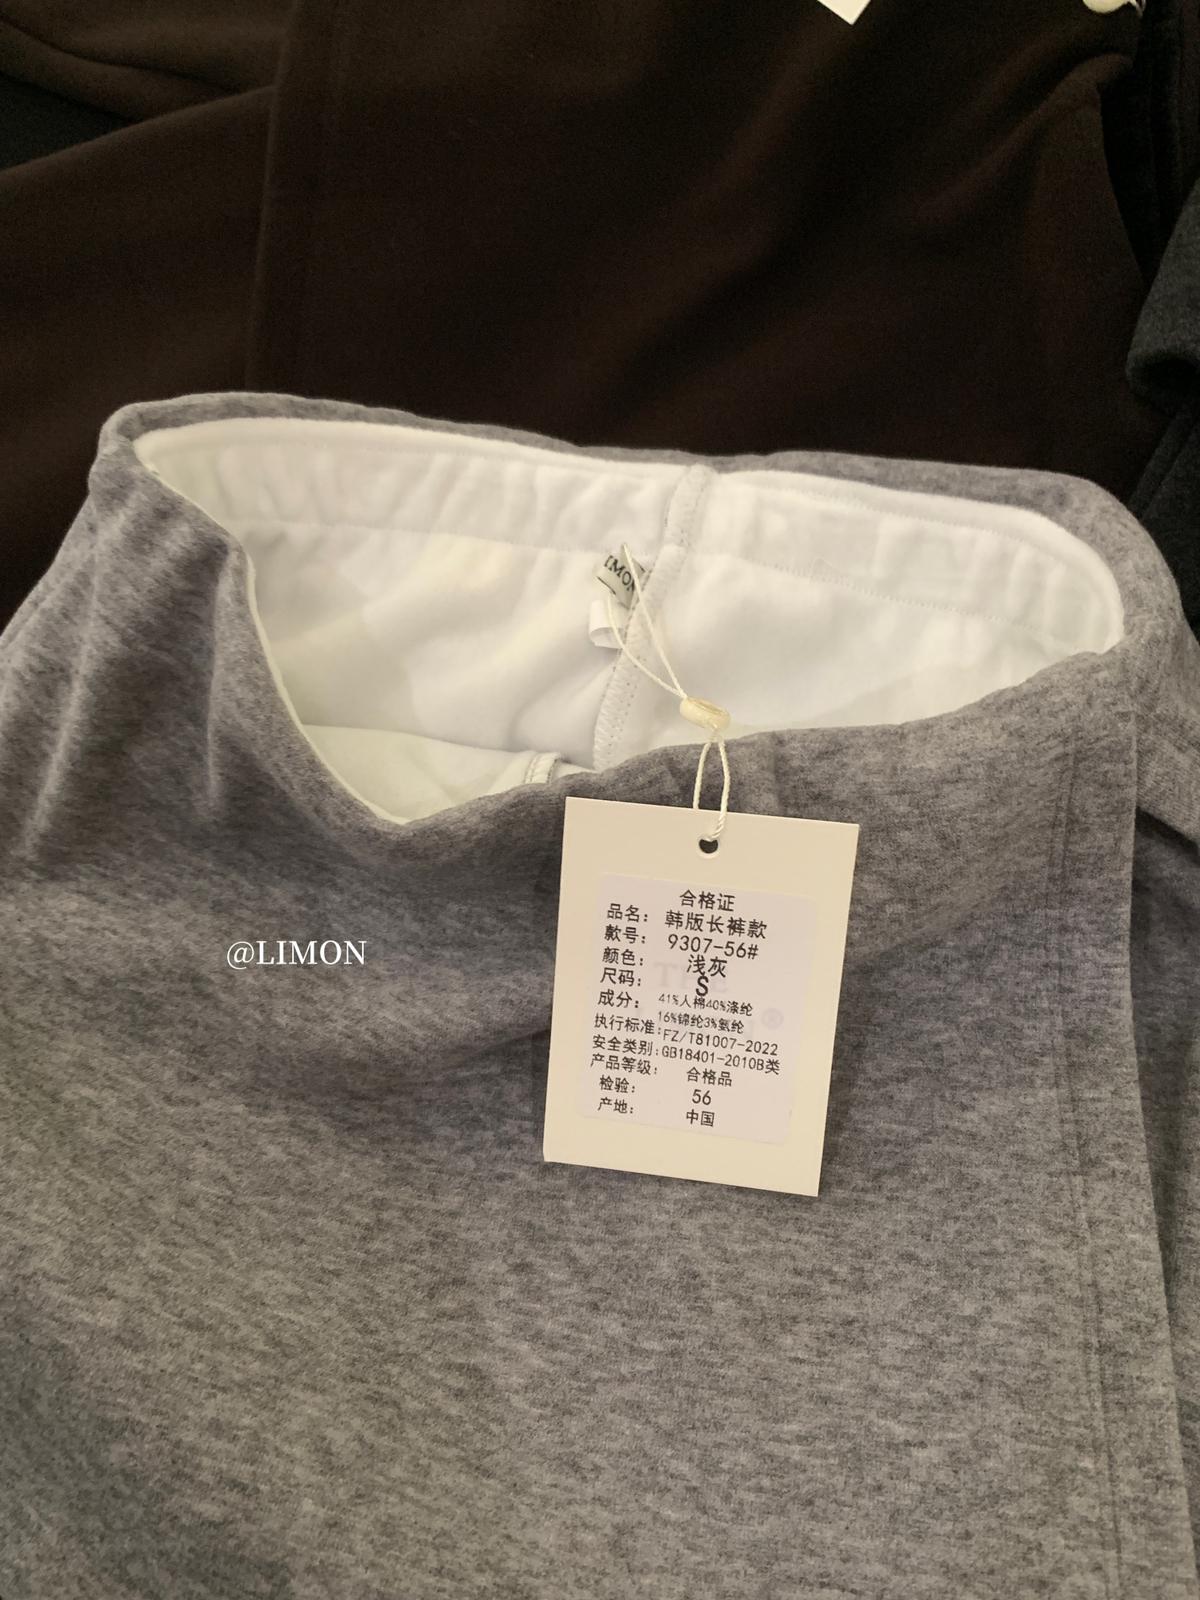 IMON
合格证
品名: 韩版长裤款
款号: 9307-56#
颜色: 浅灰
尺码: S
成分: 41%人棉40%涤纶
16%锦纶3%氨纶
执行标准:FZ/T81007-2022
安全类别:GB18401-2010B类
产品等级: 合格品
检验: 56
产地: 中国
@LIMON